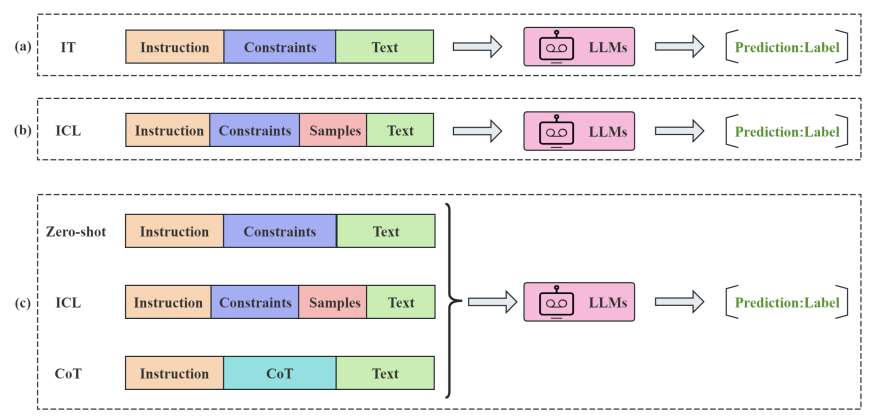 (a) IT Instruction Constraints Text LLMs Prediction:Label
(b) ICL Instruction Constraints Samples Text LLMs Prediction:Label
(c)
Zero-shot Instruction Constraints Text
ICL Instruction Constraints Samples Text LLMs Prediction:Label
CoT Instruction CoT Text